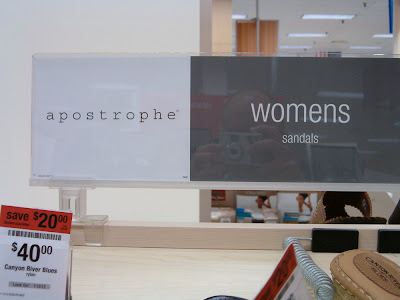 apostrophe
womens
sandals
save $20.00
$40.00
Canyon River Blues